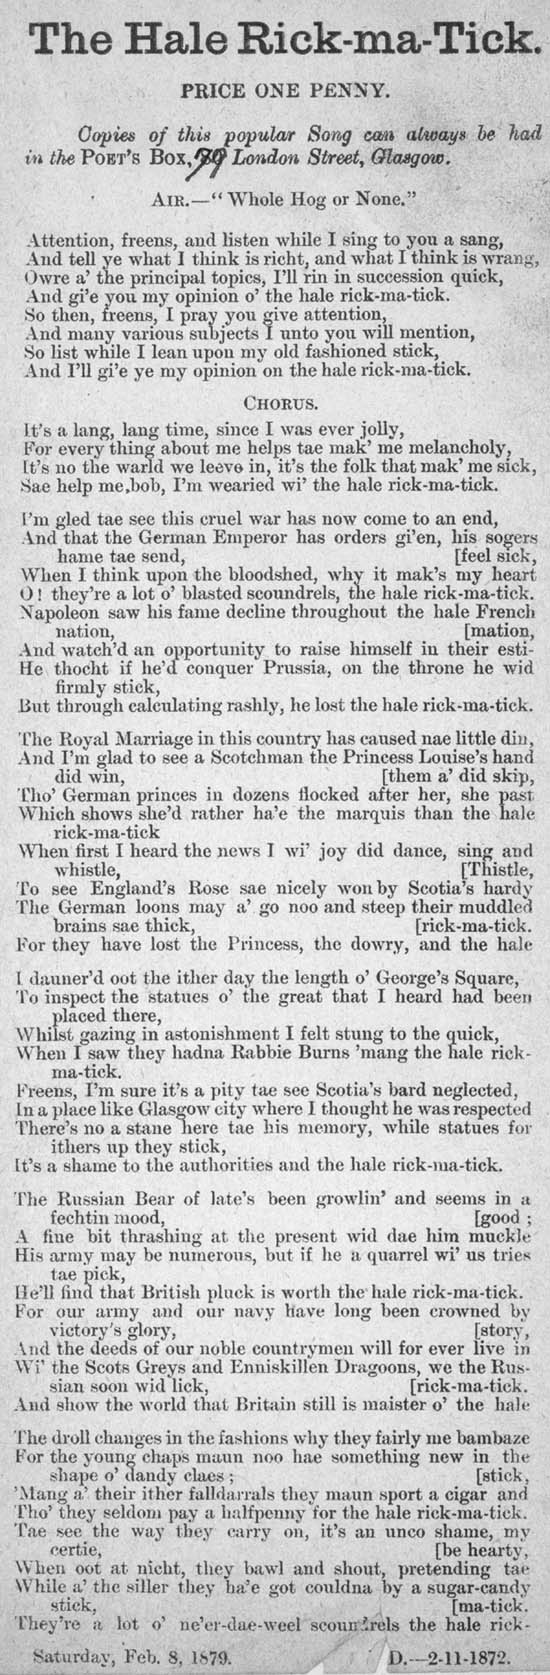 The Hale Rick-ma-Tick.
PRICE ONE PENNY.
Copies of this popular Song can always be had
in the POET'S BOX, 79 London Street, Glasgow.
AIR.—"Whole Hog or None."
Attention, freens, and listen while I sing to you a sang,
And tell ye what I think is richt, and what I think is wrang,
Owre a' the principal topics, I'll rin in succession quick,
And gi'e you my opinion o' the hale rick-ma-tick.
So then, freens, I pray you give attention,
And many various subjects I unto you will mention,
So list while I lean upon my old fashioned stick,
And I'll gi'e ye my opinion on the hale rick-ma-tick.
CHORUS.
It's a lang, lang time, since I was ever jolly,
For every thing about me helps tae mak' me melancholy,
It's no the warld we leeve in, it's the folk that mak' me sick,
Sae help me,bob, I'm wearied wi' the hale rick-ma-tick.
I'm gled tae see this cruel war has now come to an end,
And that the German Emperor has orders gi'en, his sogers
hame tae send, [feel sick,
When I think upon the bloodshed, why it mak's my heart
O! they're a lot o' blasted scoundrels, the hale rick-ma-tick.
Napoleon saw his fame decline throughout the hale French
nation, [mation,
And watch'd an opportunity to raise himself in their esti-
He thocht if he'd conquer Prussia, on the throne he wid
firmly stick,
But through calculating rashly, he lost the hale rick-ma-tick.
The Royal Marriage in this country has caused nae little din,
And I'm glad to see a Scotchman the Princess Louise's hand
did win, [them a' did skip,
Tho' German princes in dozens flocked after her, she past
Which shows she'd rather ha'e the marquis than the hale
rick-ma-tick
When first I heard the news I wi' joy did dance, sing and
whistle, [Thistle,
To see England's Rose sae nicely won by Scotia's hardy
The German loons may a' go noo and steep their muddled
brains sae thick, [rick-ma-tick.
For they have lost the Princess, the dowry, and the hale
I dauner'd oot the ither day the length o' George's Square,
To inspect the statues o' the great that I heard had been
placed there,
Whilst gazing in astonishment I felt stung to the quick,
When I saw they hadna Rabbie Burns 'mang the hale rick-
ma-tick.
Freens, I'm sure it's a pity tae see Scotia's bard neglected,
In a place like Glasgow city where I thought he was respected
There's no a stane here tae his memory, while statues for
ithers up they stick,
It's a shame to the authorities and the hale rick-ma-tick.
The Russian Bear of late's been growlin' and seems in a
fechtin mood, [good ;
A fine bit thrashing at the present wid dae him muckle
His army may be numerous, but if he a quarrel wi' us tries
tae pick,
He'll find that British pluck is worth the hale rick-ma-tick.
For our army and our navy have long been crowned by
victory's glory, [story,
And the deeds of our noble countrymen will for ever live in
Wi' the Scots Greys and Enniskillen Dragoons, we the Rus-
sian soon wid lick, [rick-ma-tick.
And show the world that Britain still is maister o' the hale
The droll changes in the fashions why they fairly me bambaze
For the young chaps maun noo hae something new in the
shape o' dandy claes ; [stick,
'Mang a' their ither falldarrals they maun sport a cigar and
Tho' they seldom pay a halfpenny for the hale rick-ma-tick.
Tae see the way they carry on, it's an unco shame, my
certie, [be hearty,
When oot at nicht, they bawl and shout, pretending tae
While a' the siller they ha'e got couldna by a sugar-candy
stick, [ma-tick.
They're a lot o' ne'er-dae-weel scoundrels the hale rick-
Saturday, Feb. 8, 1879. D.—2-11-1872.